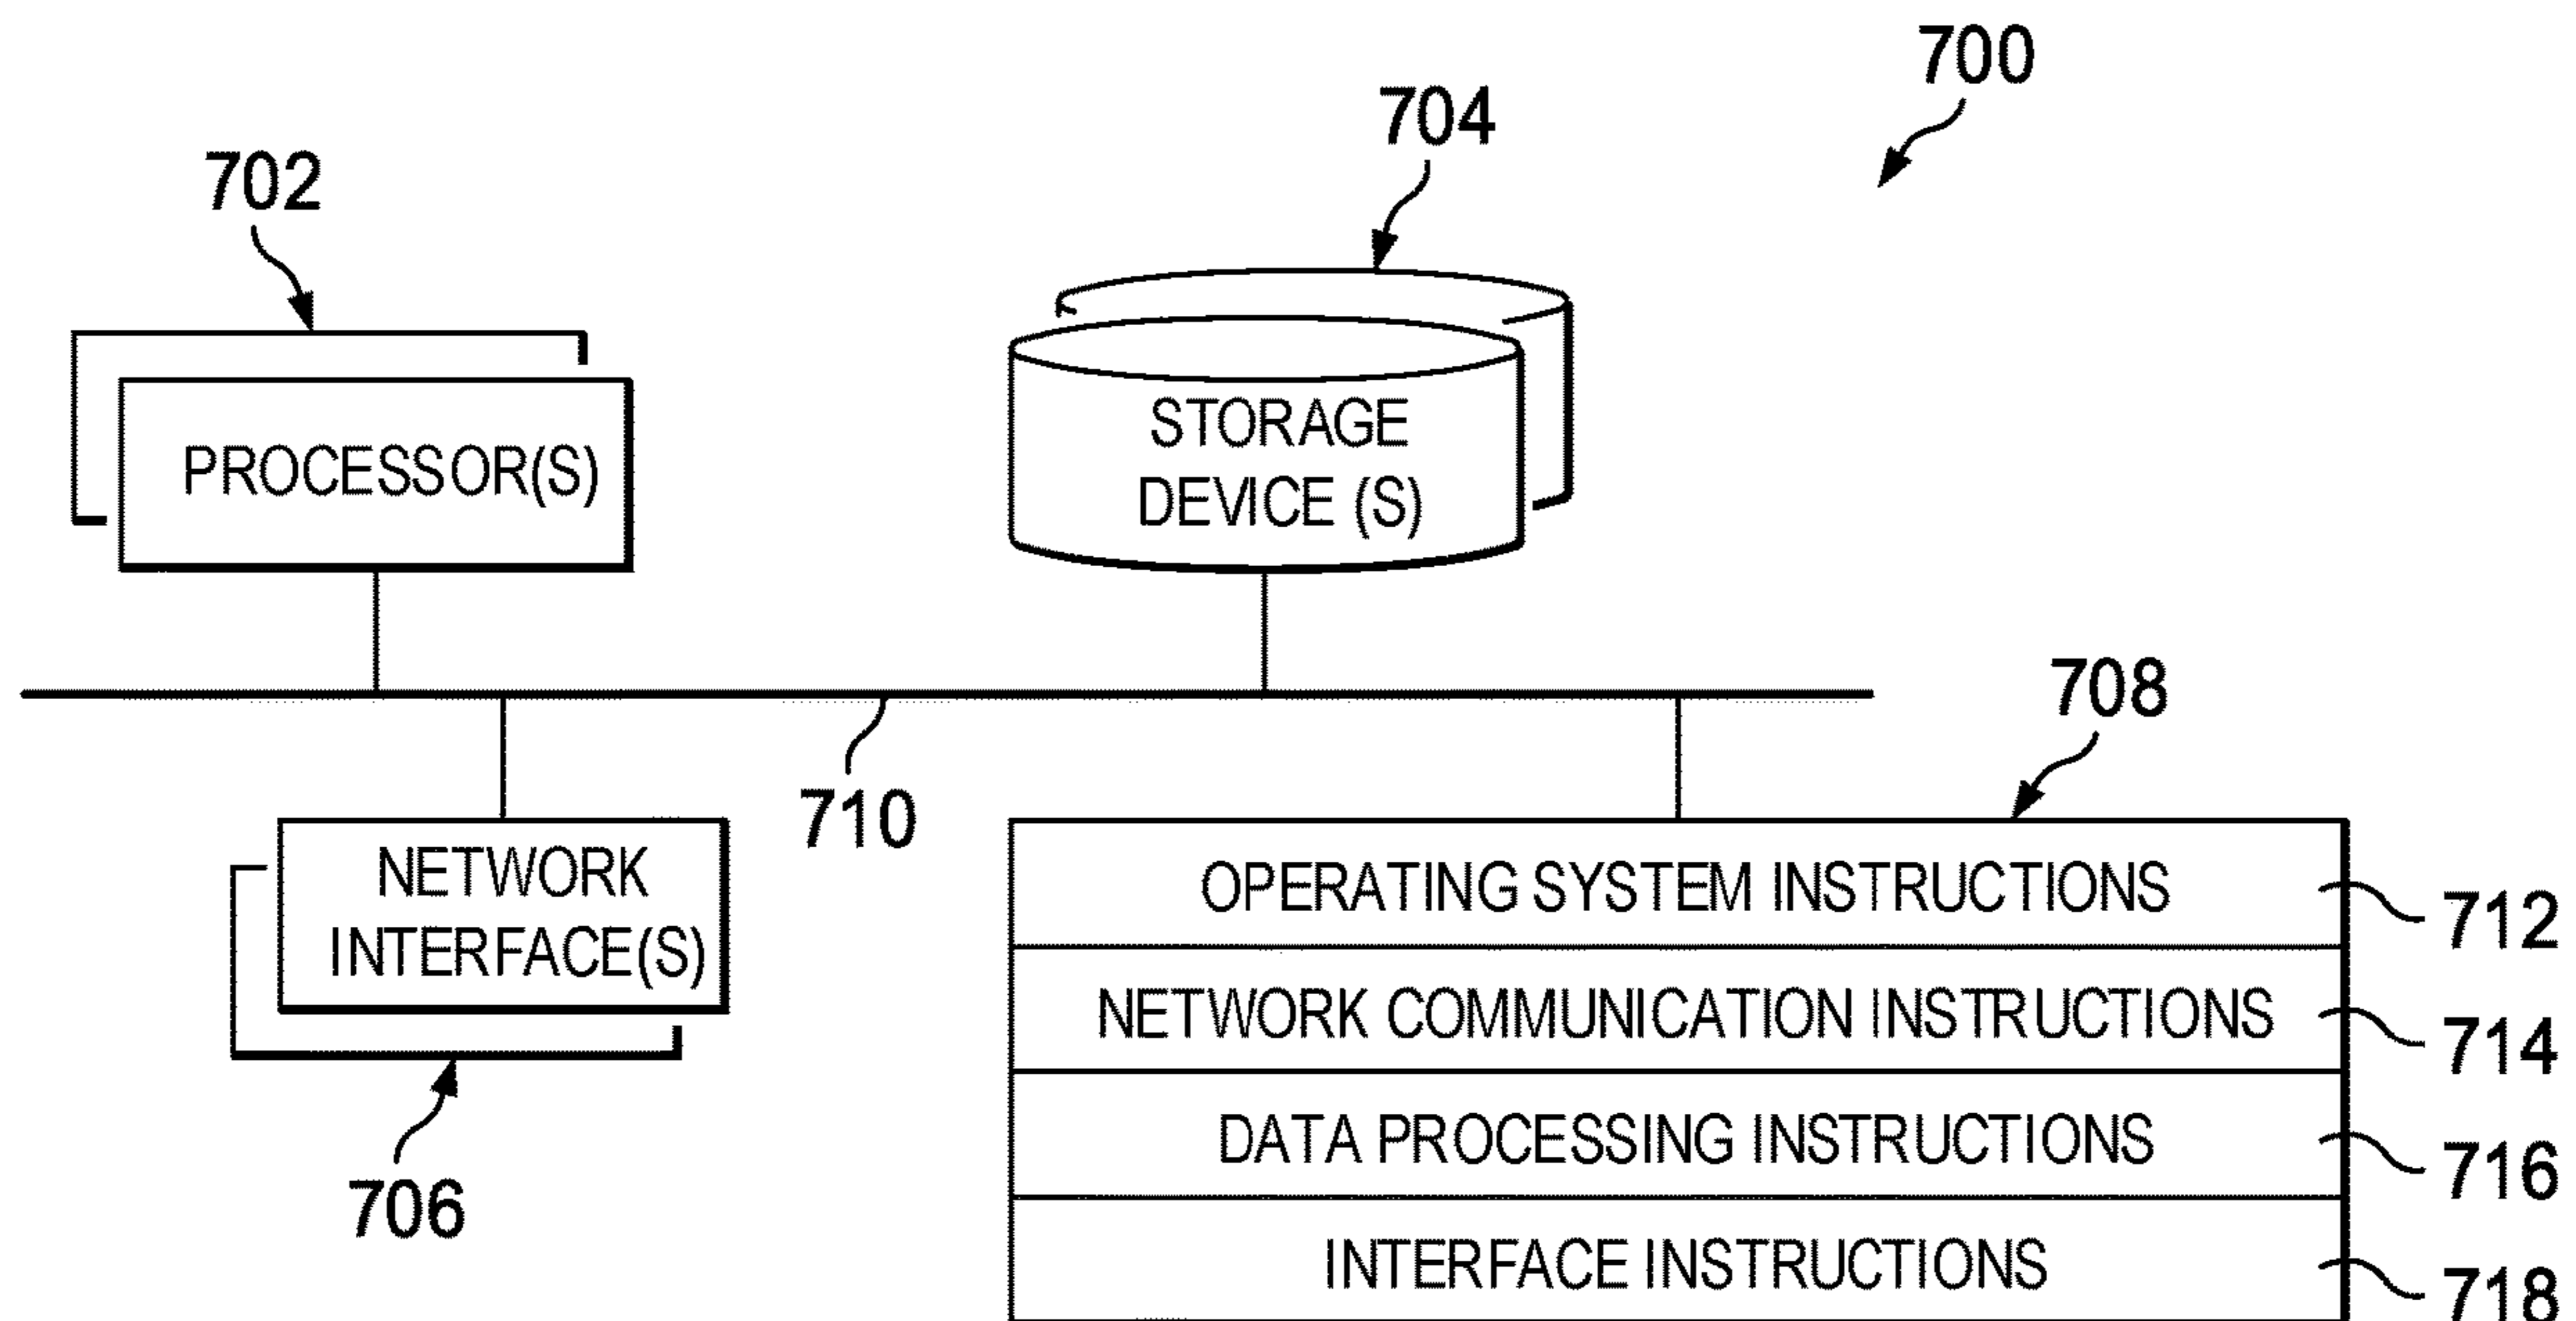 700
704
702
PROCESSOR(S)
STORAGE
DEVICE (S)
708
710
NETWORK
INTERFACE(S)
706
OPERATING SYSTEM INSTRUCTIONS
712
NETWORK COMMUNICATION INSTRUCTIONS
714
DATA PROCESSING INSTRUCTIONS
716
INTERFACE INSTRUCTIONS
718